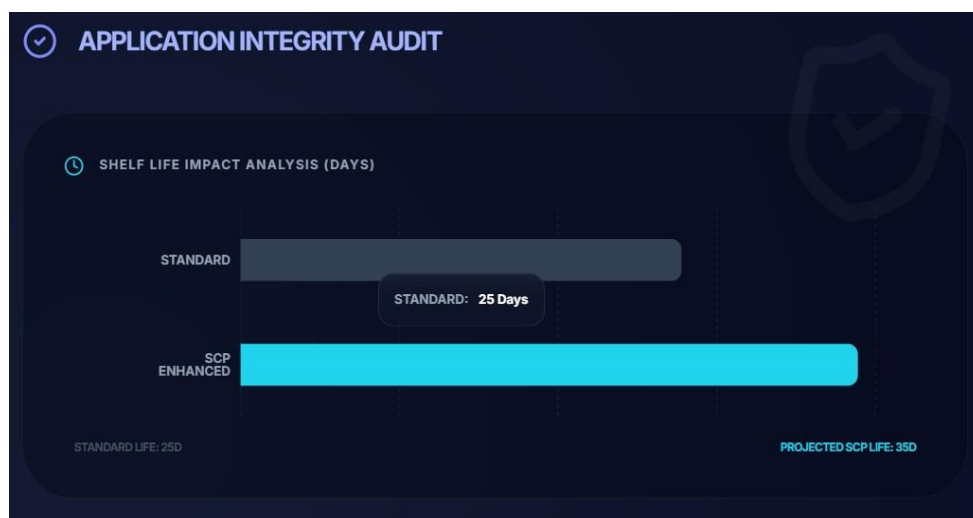 APPLICATION INTEGRITY AUDIT
SHELF LIFE IMPACT ANALYSIS (DAYS)
STANDARD
STANDARD: 25 Days
SCP
ENHANCED
STANDARD LIFE: 25D
PROJECTED SCP LIFE: 35D